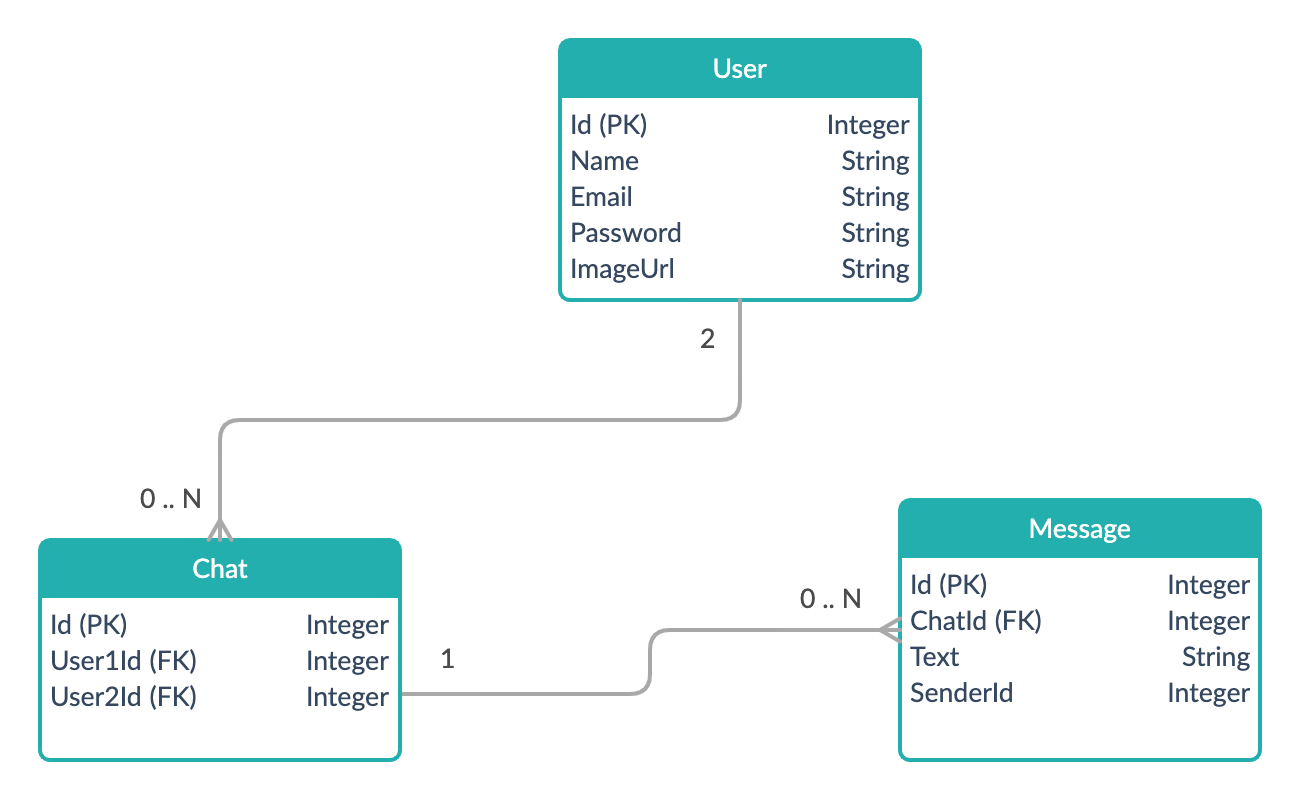 User
Id (PK) Integer
Name String
Email String
Password String
ImageUrl String
2
0 .. N
Chat
Id (PK) Integer
User1Id (FK) Integer
User2Id (FK) Integer
1
0 .. N
Message
Id (PK) Integer
ChatId (FK) Integer
Text String
SenderId Integer